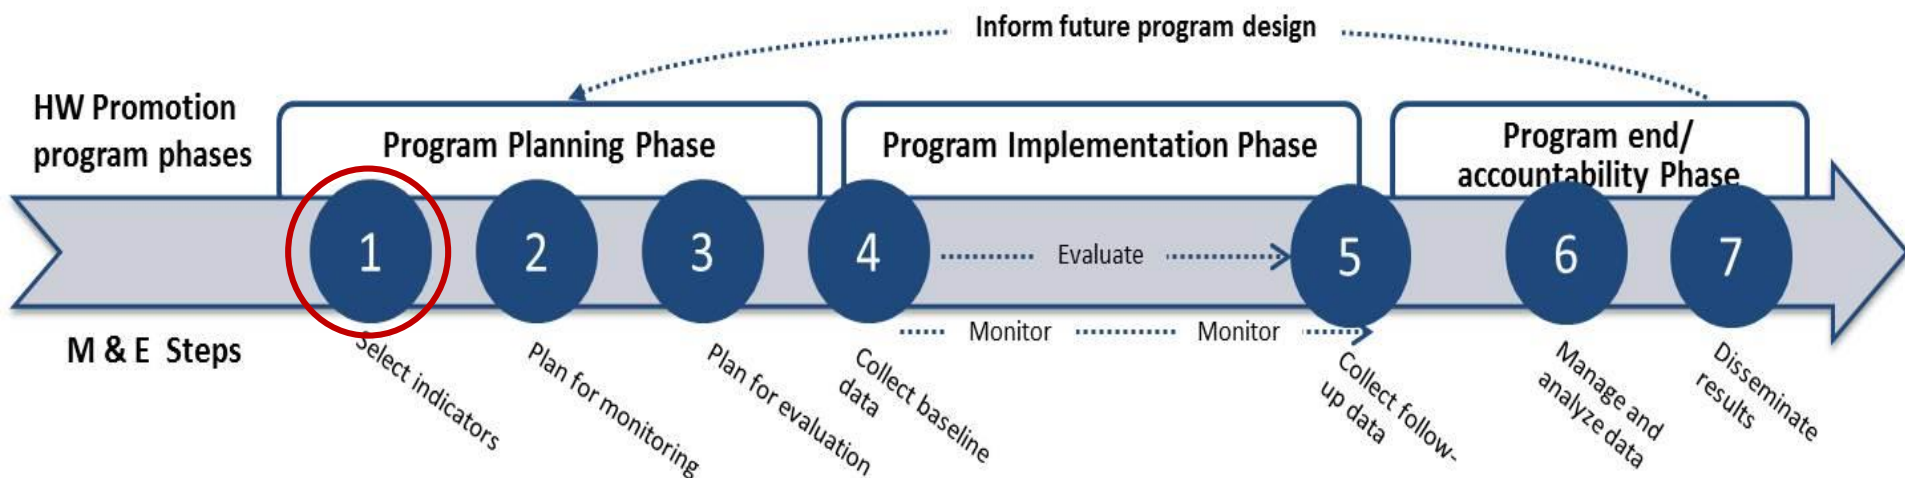 Inform future program design
HW Promotion
program phases
Program Planning Phase
Program Implementation Phase
Program end/
accountability Phase
1
2
3
4
Evaluate
5
6
7
Monitor
Monitor
M & E Steps
Select indicators
Plan for monitoring
Plan for evaluation
Collect baseline
data
Collect follow-
up data
Manage and
analyze data
Disseminate
results